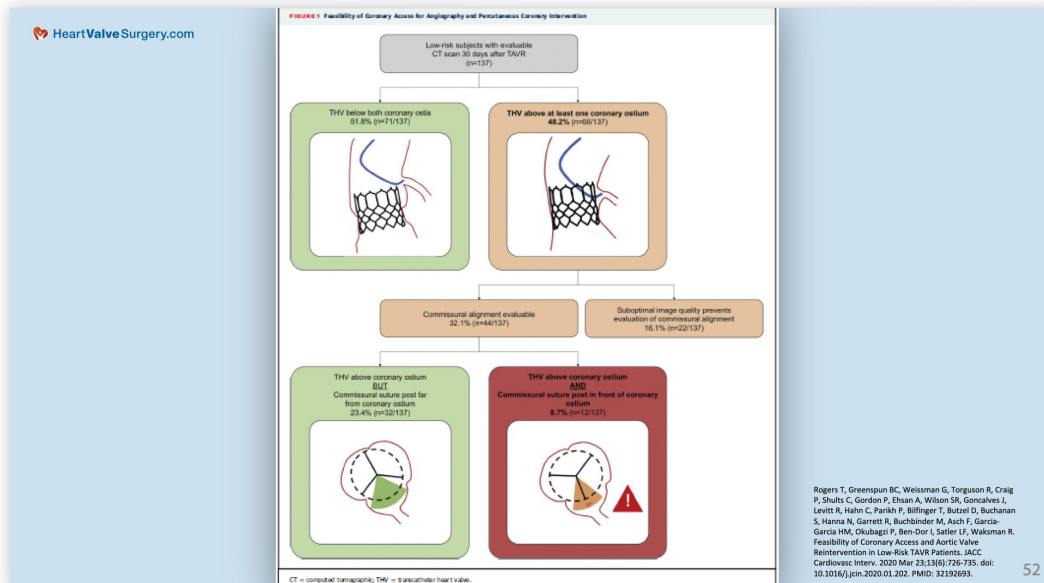 HeartValveSurgery.com
FIGURE 1 Feasibility of Coronary Access for Angiography and Percutaneous Coronary Intervention
Low-risk subjects with evaluable
CT scan 30 days after TAVR
(n=137)
THV below both coronary ostia
51.8% (n=71/137)
THV above at least one coronary ostium
48.2% (n=66/137)
Commissural alignment evaluable
32.1% (n=44/137)
Suboptimal image quality prevents
evaluation of commissural alignment
16.1% (n=22/137)
THV above coronary ostium
BUT
Commissural suture post far
from coronary ostium
23.4% (n=32/137)
THV above coronary ostium
AND
Commissural suture post in front of coronary
ostium
8.7% (n=12/137)
!
CT = computed tomographic; THV = transcatheter heart valve.
Rogers T, Greenspun BC, Weissman G, Torguson R, Craig
P, Shults C, Gordon P, Ehsan A, Wilson SR, Goncalves J,
Levitt R, Hahn C, Parikh P, Bilfinger T, Butzel D, Buchanan
S, Hanna N, Garrett R, Buchbinder M, Asch F, Garcia-
Garcia HM, Okubagzi P, Ben-Dor I, Satler LF, Waksman R.
Feasibility of Coronary Access and Aortic Valve
Reintervention in Low-Risk TAVR Patients. JACC
Cardiovasc Interv. 2020 Mar 23;13(6):726-735. doi:
10.1016/j.jcin.2020.01.202. PMID: 32192693.
52